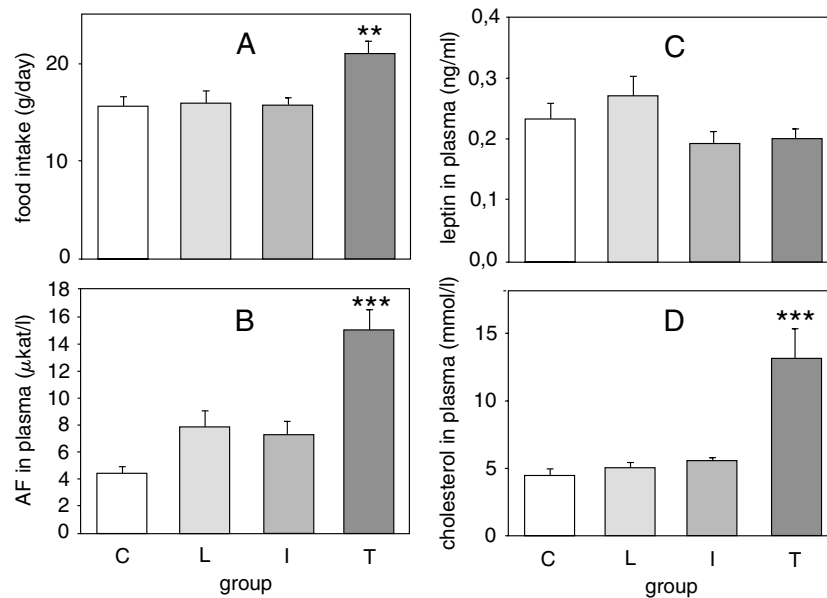 food intake (g/day)
20
10
0
A
**
leptin in plasma (ng/ml)
0,4
0,3
0,2
0,1
0,0
C
AF in plasma (μkat/l)
18
16
14
12
10
8
6
4
2
0
B
***
C L I T
group
cholesterol in plasma (mmol/l)
15
10
5
0
D
***
C L I T
group